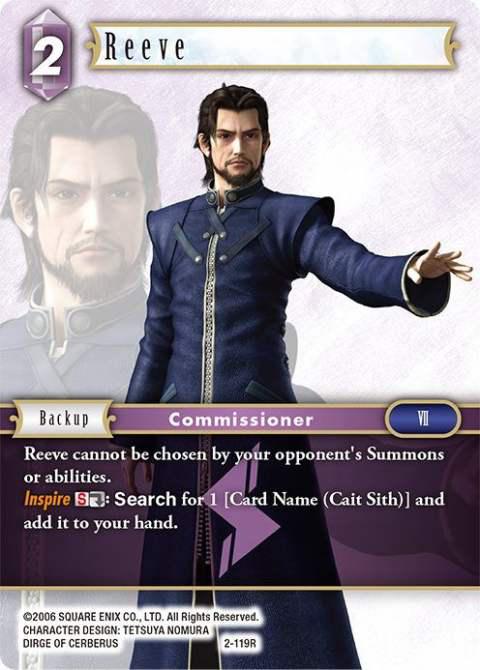 2
Reeve
Backup
Commissioner
VII
Reeve cannot be chosen by your opponent's Summons
or abilities.
Inspire S: Search for 1 [Card Name (Cait Sith)] and
add it to your hand.
©2006 SQUARE ENIX CO., LTD. All Rights Reserved.
CHARACTER DESIGN: TETSUYA NOMURA
DIRGE OF CERBERUS
2-119R